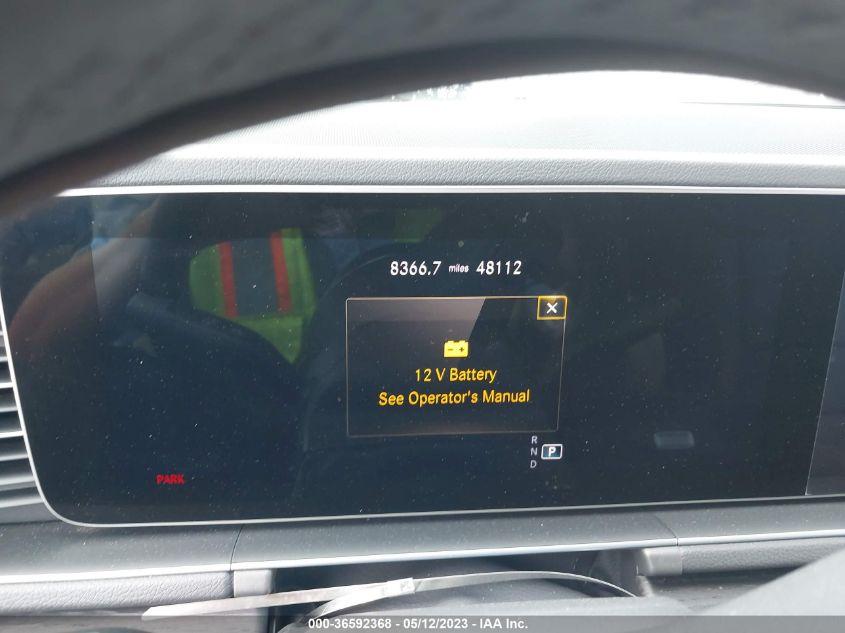 8366.7 miles 48112
12 V Battery
See Operator's Manual
R
N P
D
PARK
000-36592368 - 05/12/2023 - IAA Inc.